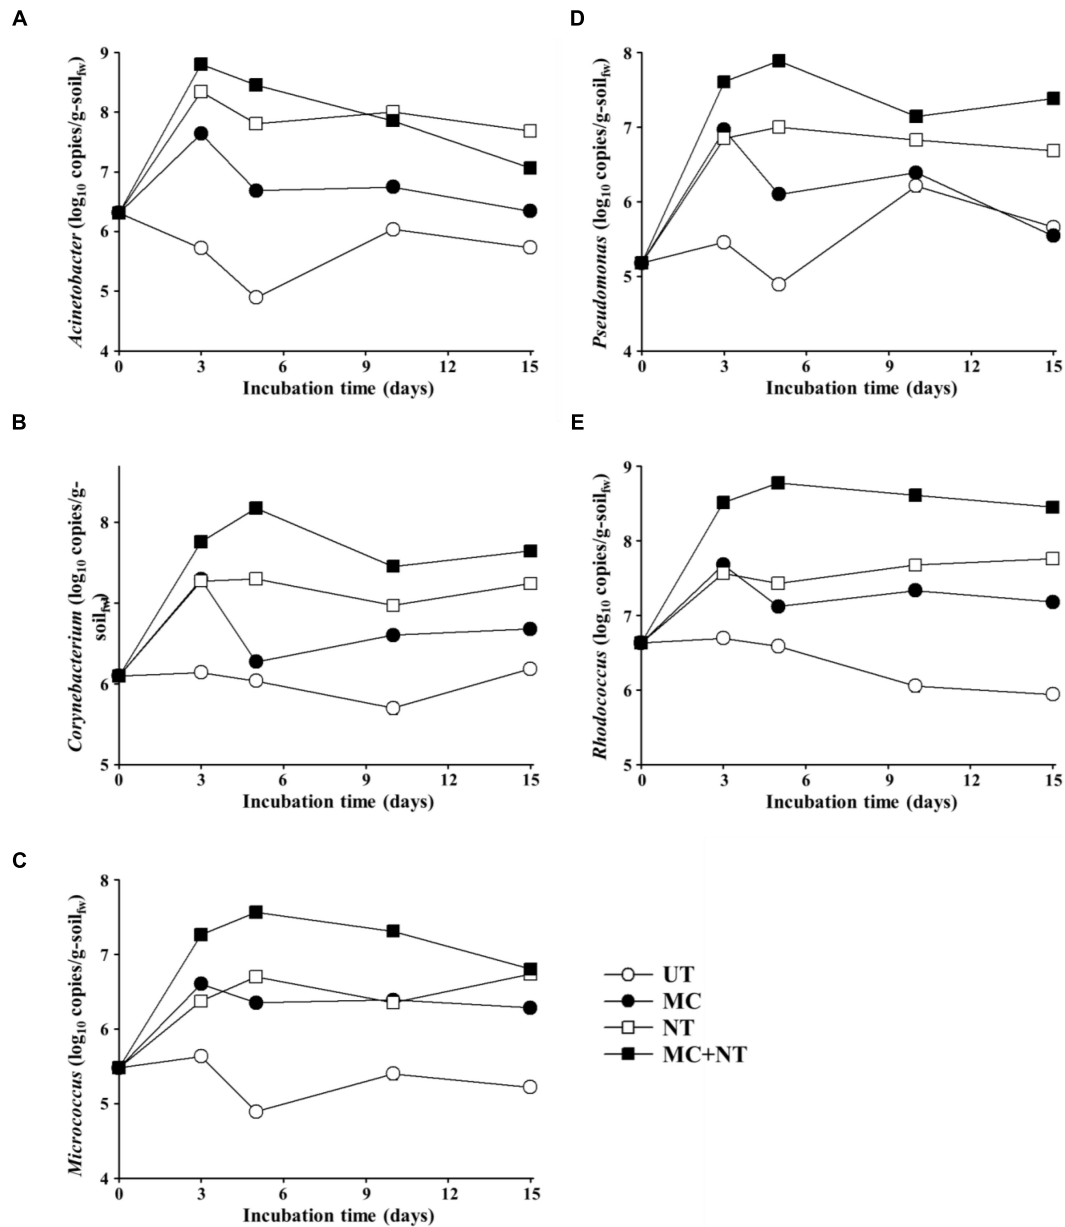 A
Acinetobacter (log10 copies/g-soilfw)
9
8
7
6
5
4
0 3 6 9 12 15
Incubation time (days)
B
Corynebacterium (log10 copies/g-
soilfw)
8
6
5
0 3 6 9 12 15
Incubation time (days)
C
Micrococcus (log10 copies/g-soilfw)
8
7
6
5
4
0 3 6 9 12 15
Incubation time (days)
D
Pseudomonas (log10 copies/g-soilfw)
8
7
6
5
4
0 3 6 9 12 15
Incubation time (days)
E
Rhodococcus (log10 copies/g-soilfw)
9
8
7
6
5
0 3 6 9 12 15
Incubation time (days)
UT
MC
NT
MC+NT